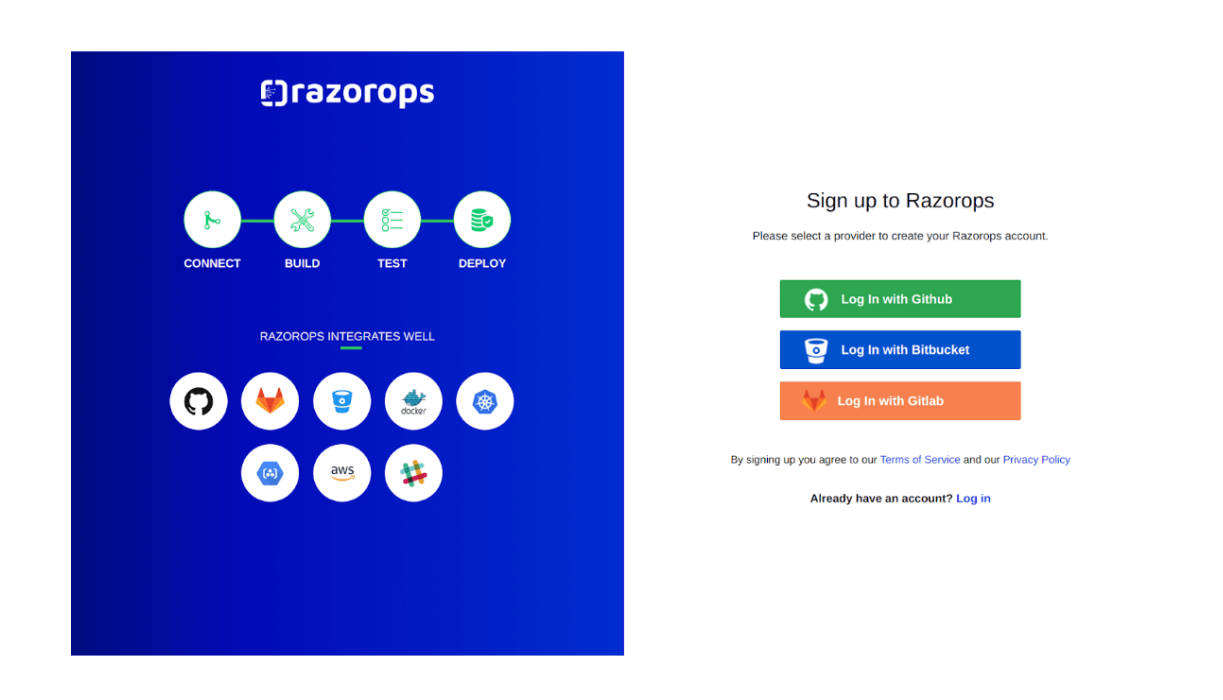 razorops
CONNECT BUILD TEST DEPLOY
RAZOROPS INTEGRATES WELL
docker
aws
Sign up to Razorops
Please select a provider to create your Razorops account.
Log In with Github
Log In with Bitbucket
Log In with Gitlab
By signing up you agree to our Terms of Service and our Privacy Policy
Already have an account? Log in